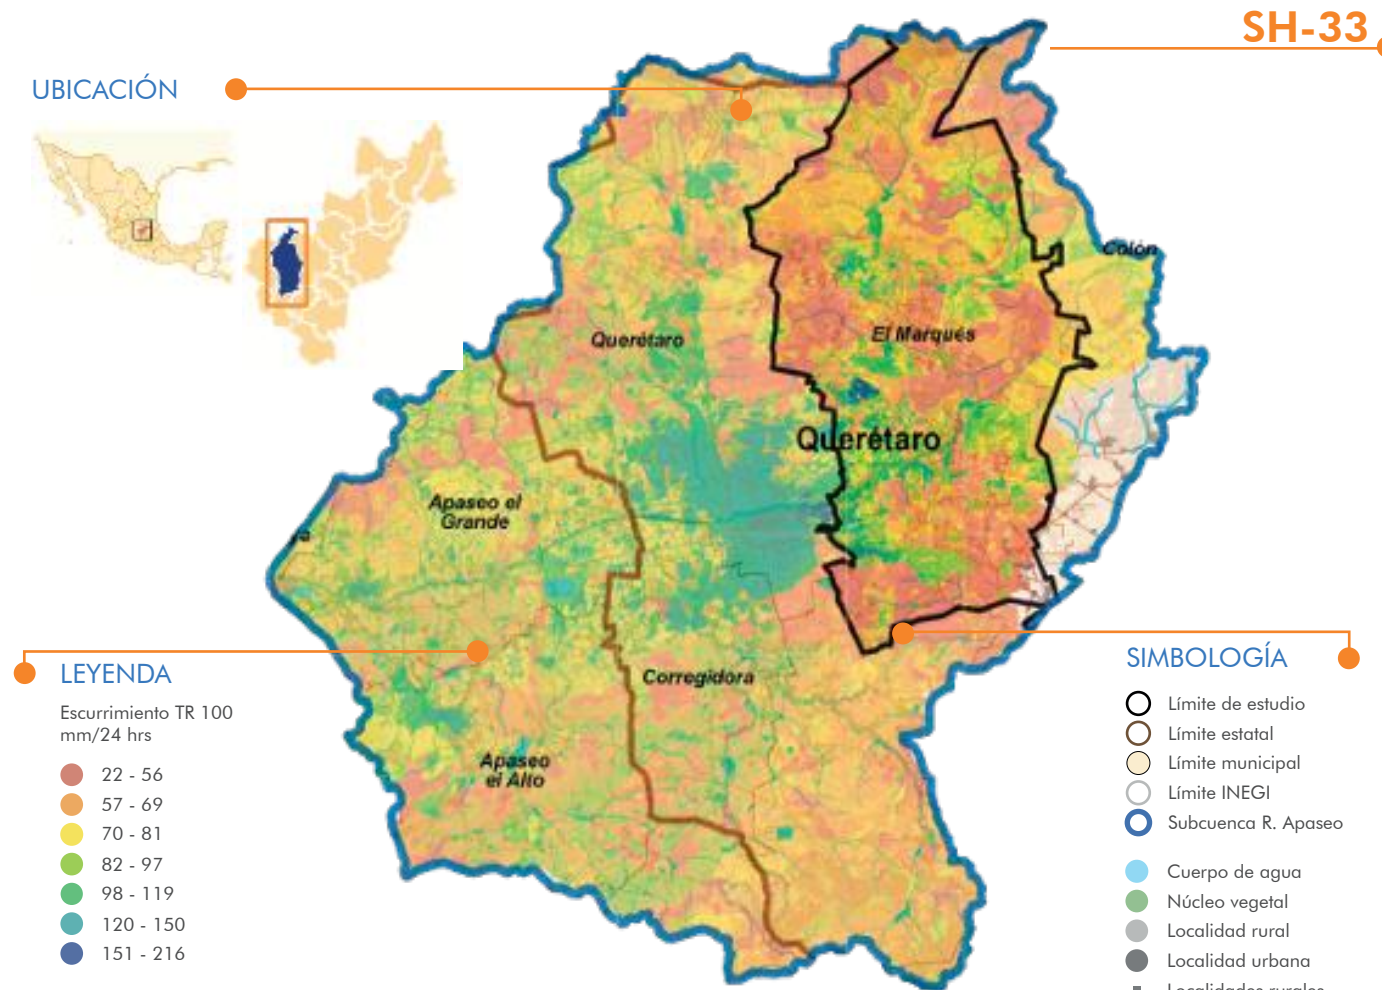 SH-33
UBICACIÓN
Colón
Querétaro
El Marqués
Querétaro
Apaseo el
Grande
Corregidora
Apaseo
el Alto
LEYENDA
Escurrimiento TR 100
mm/24 hrs
22 - 56
57 - 69
70 - 81
82 - 97
98 - 119
120 - 150
151 - 216
SIMBOLOGÍA
Límite de estudio
Límite estatal
Límite municipal
Límite INEGI
Subcuenca R. Apaseo
Cuerpo de agua
Núcleo vegetal
Localidad rural
Localidad urbana
Localidades rurales